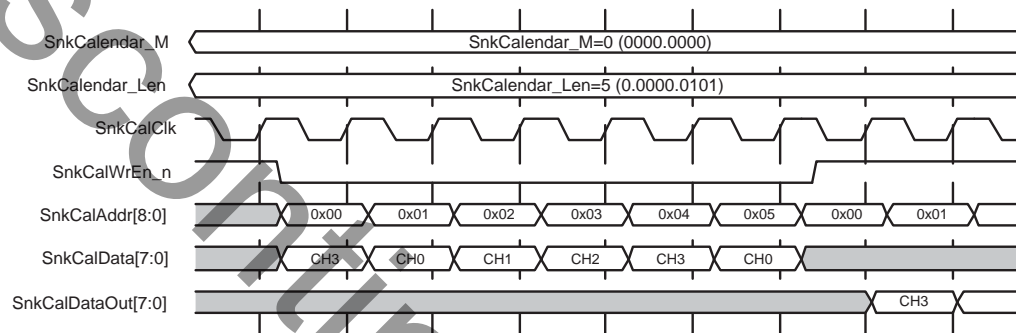 SnkCalendar_M SnkCalendar_M=0 (0000.0000)
SnkCalendar_Len SnkCalendar_Len=5 (0.0000.0101)
SnkCalClk
SnkCalWrEn_n
SnkCalAddr[8:0] 0x00 0x01 0x02 0x03 0x04 0x05 0x00 0x01
SnkCalData[7:0] CH3 CH0 CH1 CH2 CH3 CH0
SnkCalDataOut[7:0] CH3